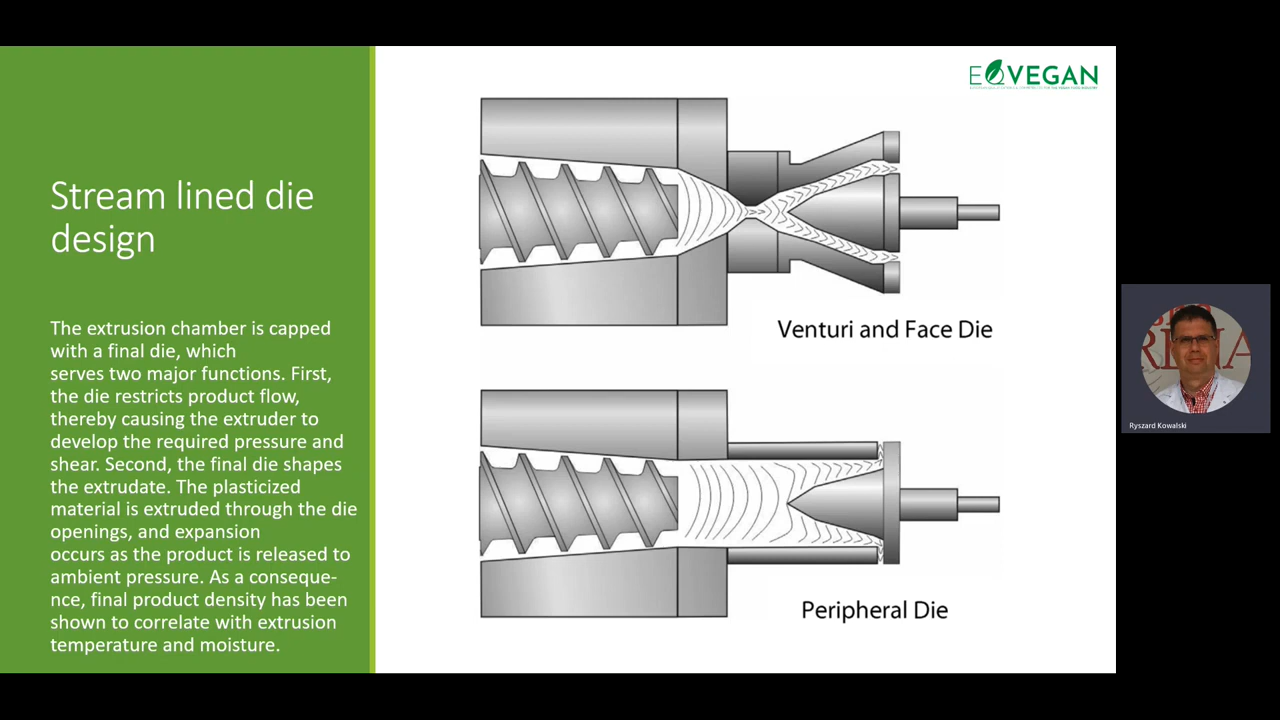 Stream lined die
design
The extrusion chamber is capped
with a final die, which
serves two major functions. First,
the die restricts product flow,
thereby causing the extruder to
develop the required pressure and
shear. Second, the final die shapes
the extrudate. The plasticized
material is extruded through the die
openings, and expansion
occurs as the product is released to
ambient pressure. As a conseque-
nce, final product density has been
shown to correlate with extrusion
temperature and moisture.
EQVEGAN
Venturi and Face Die
Peripheral Die
Ryszard Kowalski